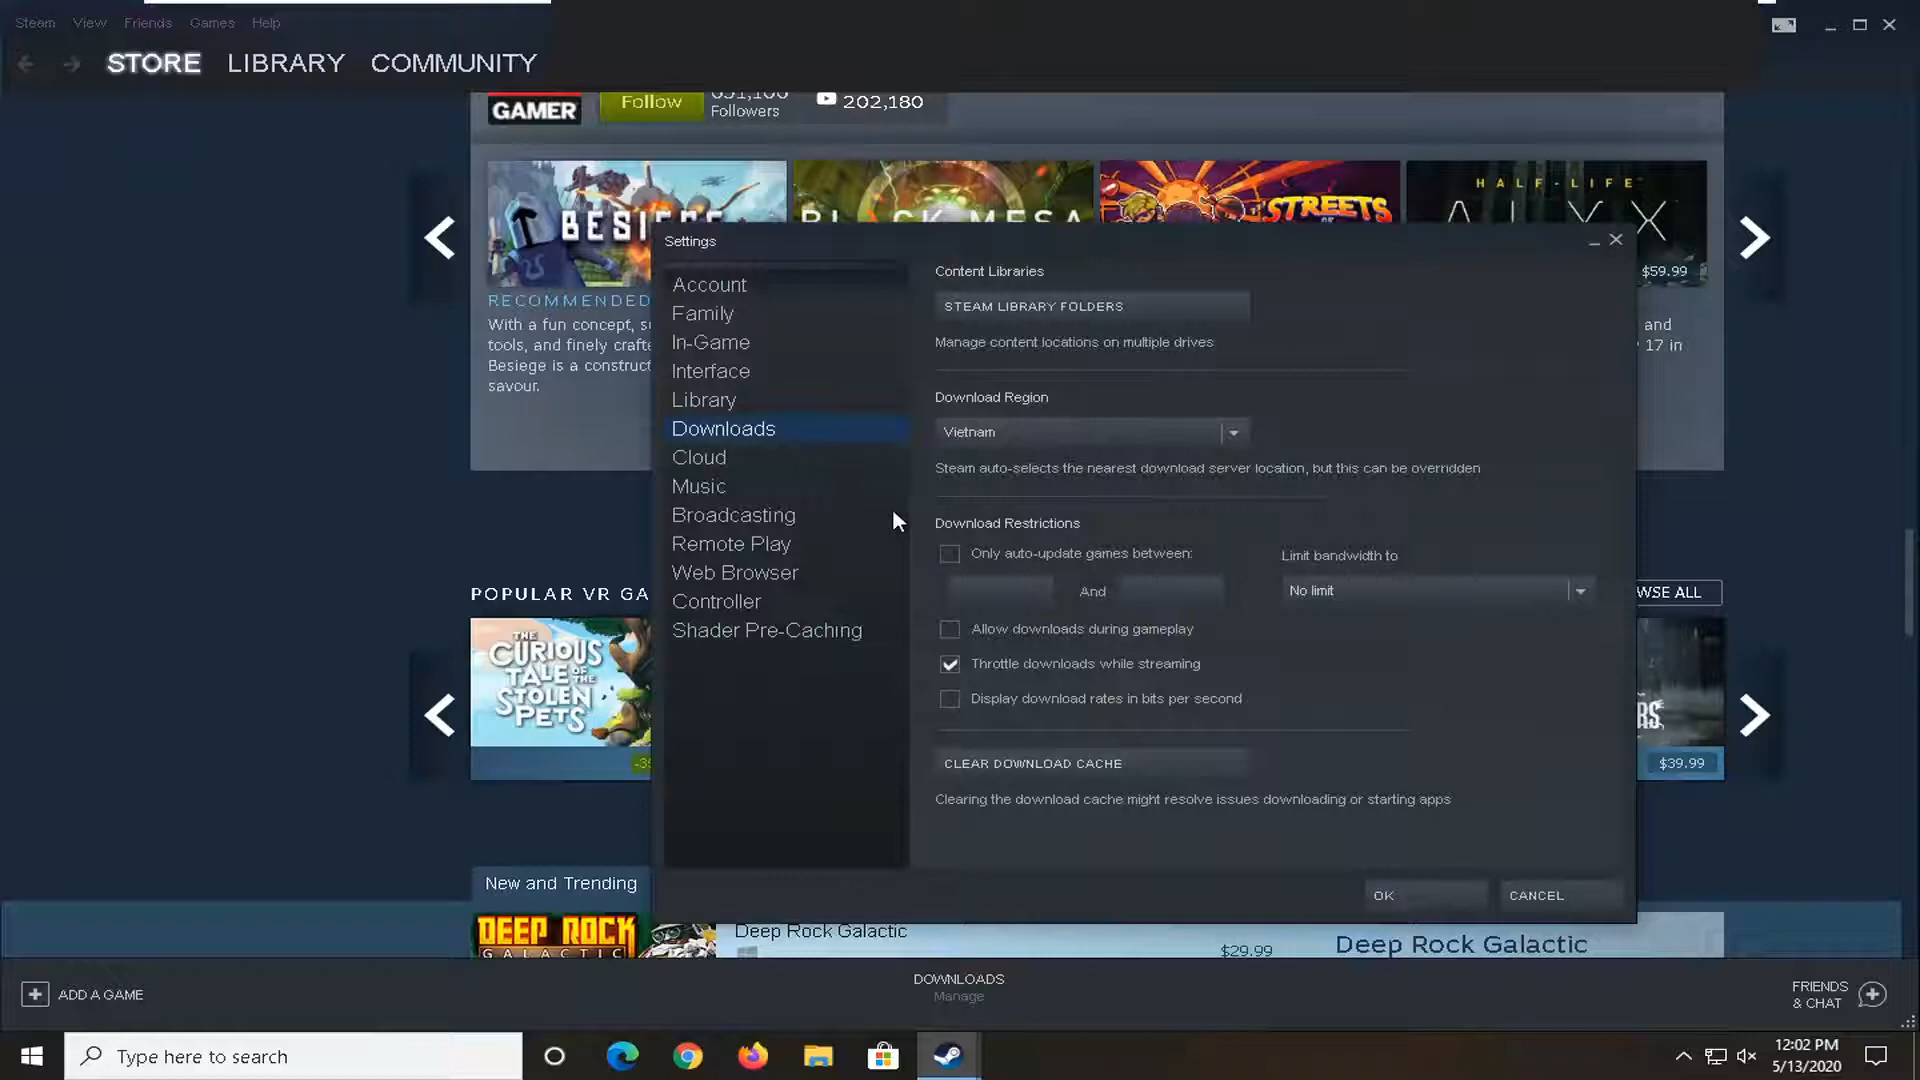 Steam View Friends Games Help
STORE LIBRARY COMMUNITY
GAMER
Follow
Followers
202,180
BESIEGE
BLACK MESA
STREETS
HALF-LIFE
ALYX
$59.99
RECOMMENDED
With a fun concept,
tools, and finely
Besiege is a
savour.
and
17 in
Settings
Account
Family
In-Game
Interface
Library
Downloads
Cloud
Music
Broadcasting
Remote Play
Web Browser
Controller
Shader Pre-Caching
Content Libraries
STEAM LIBRARY FOLDERS
Manage content locations on multiple drives
Download Region
Vietnam
Steam auto-selects the nearest download server location, but this can be overridden
Download Restrictions
Only auto-update games between:
And
Limit bandwidth to
No limit
Allow downloads during gameplay
Throttle downloads while streaming
Display download rates in bits per second
CLEAR DOWNLOAD CACHE
Clearing the download cache might resolve issues downloading or starting apps
OK
CANCEL
POPULAR VR GA
WSE ALL
THE CURIOUS
TALE OF THE
STOLEN
PETS
RS
$39.99
New and Trending
DEEP ROCK
GALACTIC
Deep Rock Galactic
$29.99
Deep Rock Galactic
ADD A GAME
DOWNLOADS
Manage
FRIENDS
& CHAT
Type here to search
12:02 PM
5/13/2020